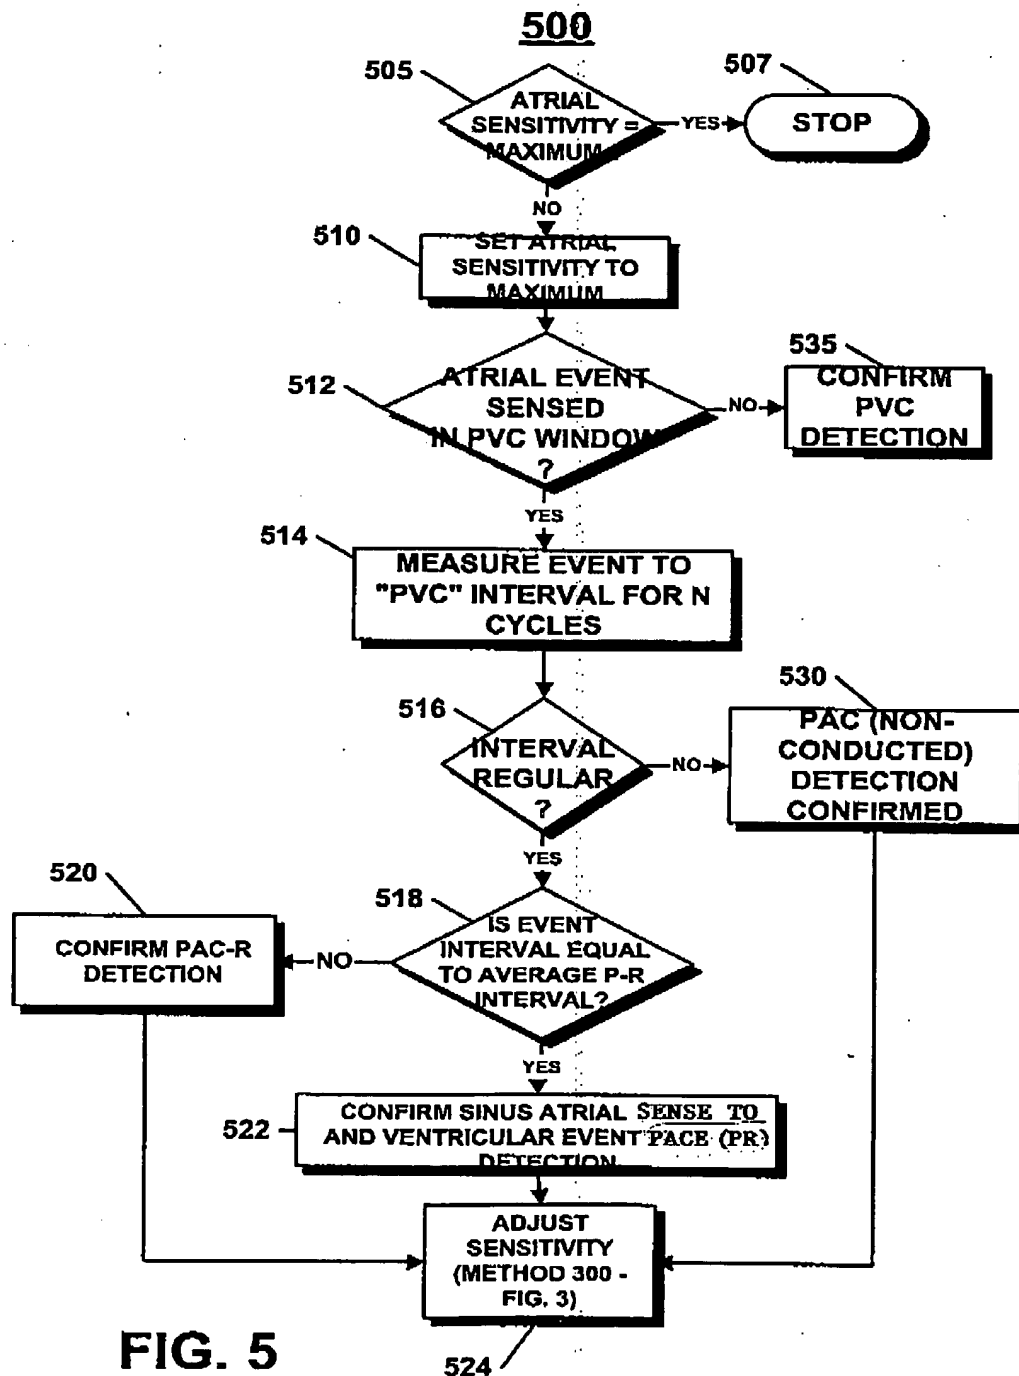 500
505
507
ATRIAL
SENSITIVITY =
MAXIMUM
YES
STOP
NO
510
SET ATRIAL
SENSITIVITY TO
MAXIMUM
512
ATRIAL EVENT
SENSED
IN PVC WINDOW
?
NO
535
CONFIRM
PVC
DETECTION
YES
514
MEASURE EVENT TO
"PVC" INTERVAL FOR N
CYCLES
516
INTERVAL
REGULAR
?
NO
530
PAC (NON-
CONDUCTED)
DETECTION
CONFIRMED
YES
520
CONFIRM PAC-R
DETECTION
518
IS EVENT
INTERVAL EQUAL
TO AVERAGE P-R
INTERVAL?
NO
YES
522
CONFIRM SINUS ATRIAL SENSE TO
AND VENTRICULAR EVENT PACE (PR)
DETECTION
ADJUST
SENSITIVITY
(METHOD 300 -
FIG. 3)
524
FIG. 5